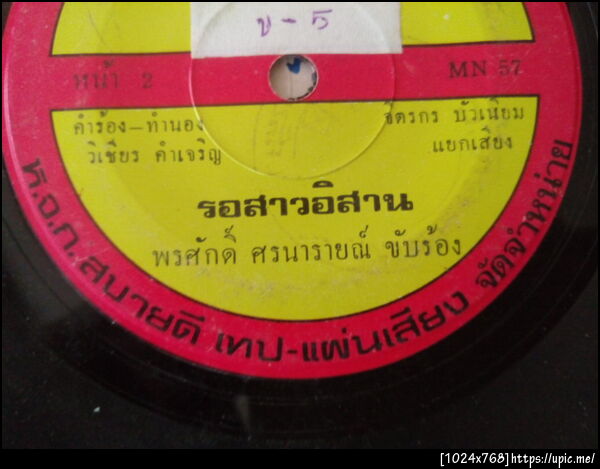 ข-5
หน้า 2
MN 57
คำร้อง-ทำนอง
วิเชียร คำเจริญ
จิตรกร บัวเนียม
แยกเสียง
รอสาวอิสาน
พรศักดิ์ ศรนารายณ์ ขับร้อง
ห.จ.ก.สบายดี เทป-แผ่นเสียง จัดจำหน่าย
[1024x768]https://upic.me/